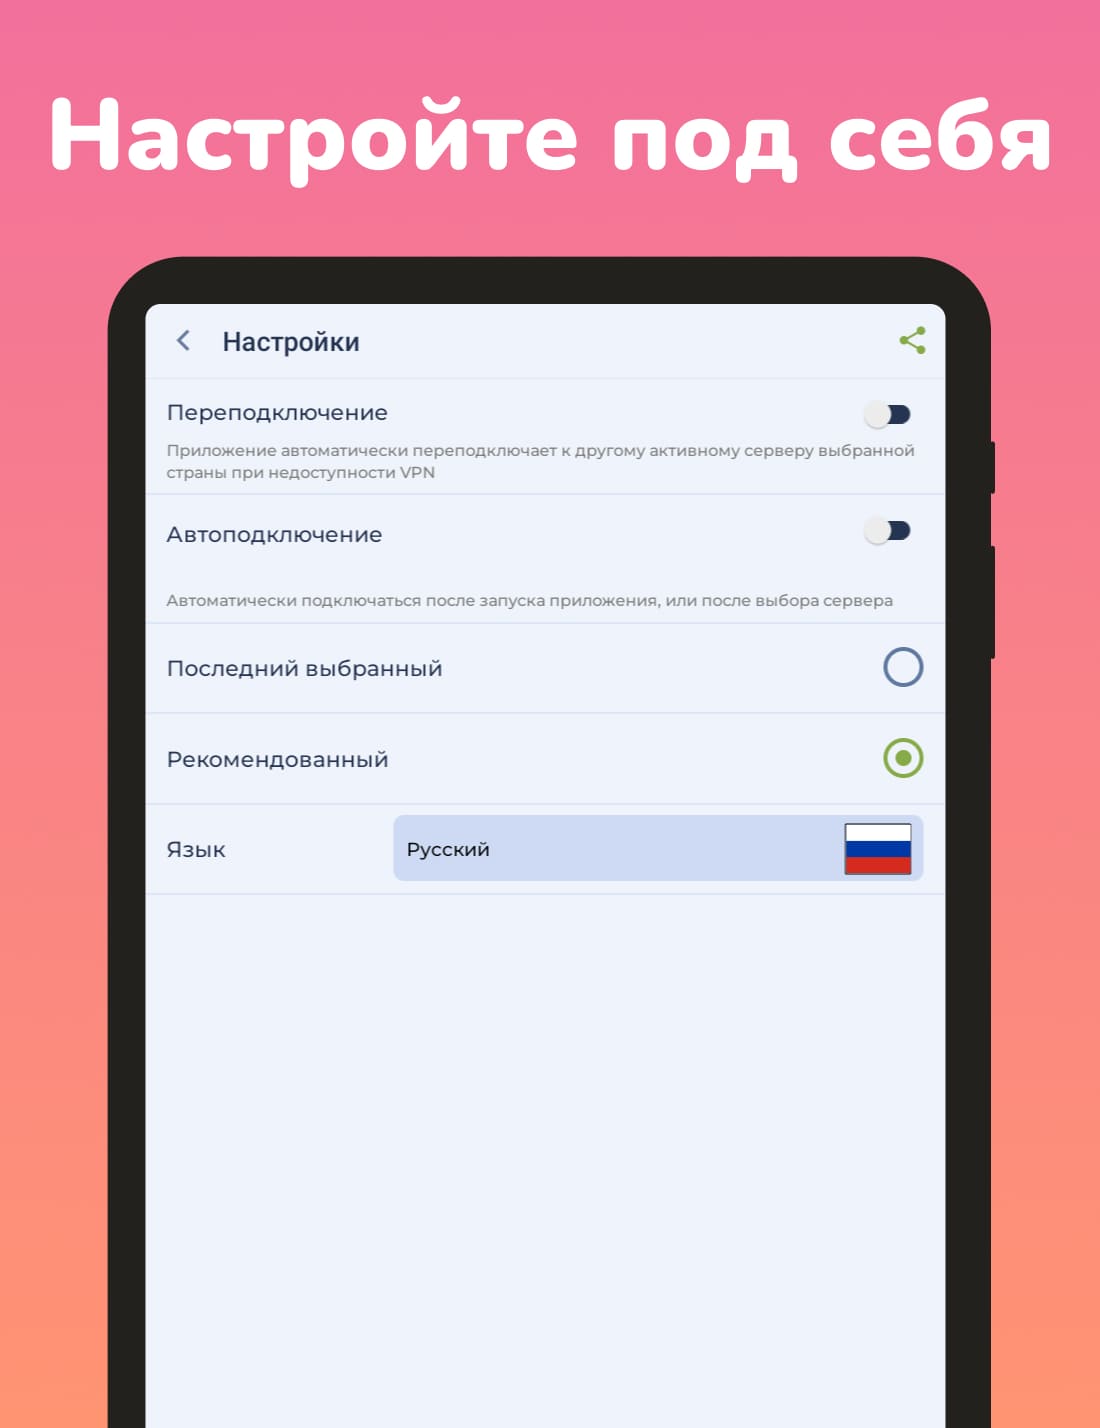 Настройте под себя
Настройки
Переподключение
Приложение автоматически переподключает к другому активному серверу выбранной
страны при недоступности VPN
Автоподключение
Автоматически подключаться после запуска приложения, или после выбора сервера
Последний выбранный
Рекомендованный
Язык
Русский